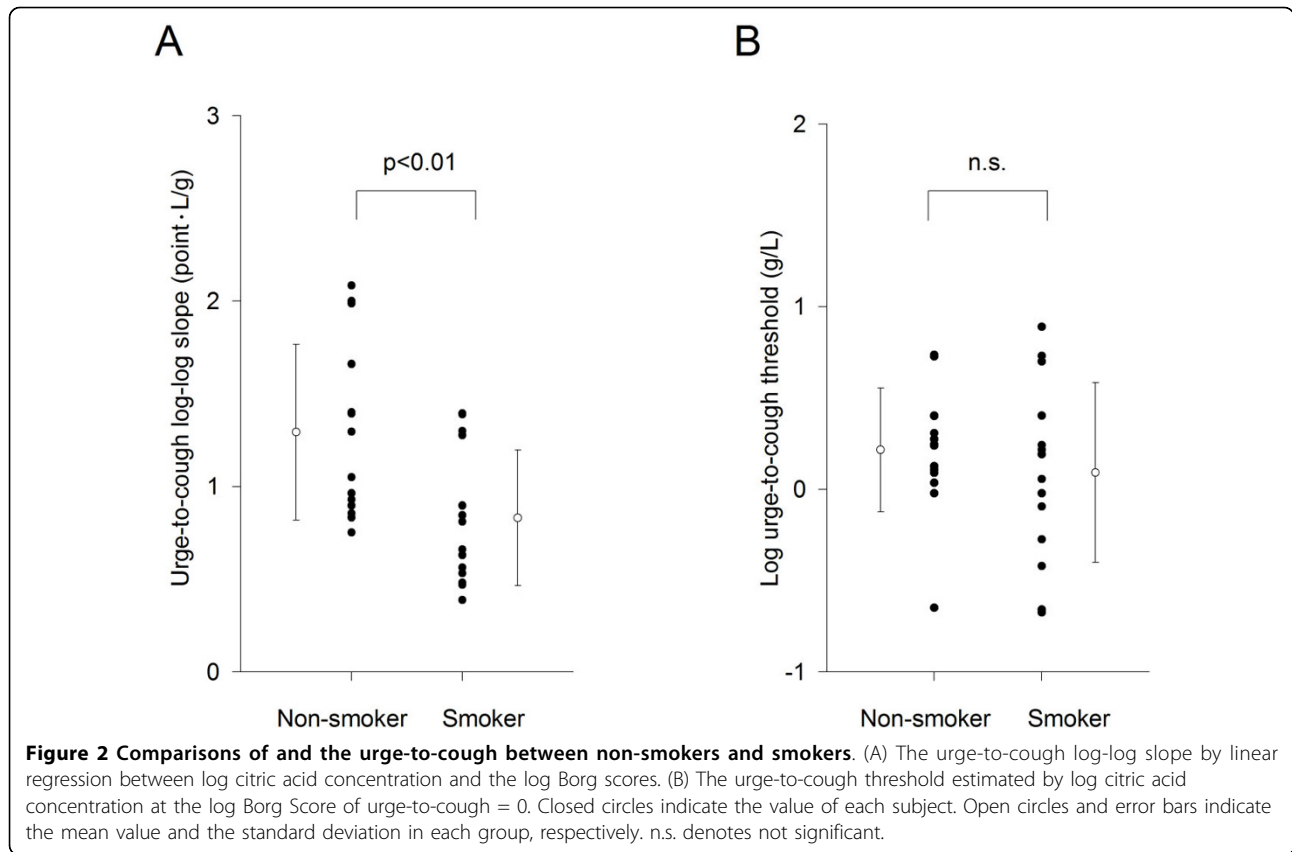 A
B
3
2
1
0
Urge-to-cough log-log slope (point·L/g)
p<0.01
Non-smoker Smoker
2
1
0
-1
Log urge-to-cough threshold (g/L)
n.s.
Non-smoker Smoker
Figure 2 Comparisons of and the urge-to-cough between non-smokers and smokers. (A) The urge-to-cough log-log slope by linear
regression between log citric acid concentration and the log Borg scores. (B) The urge-to-cough threshold estimated by log citric acid
concentration at the log Borg Score of urge-to-cough = 0. Closed circles indicate the value of each subject. Open circles and error bars indicate
the mean value and the standard deviation in each group, respectively. n.s. denotes not significant.